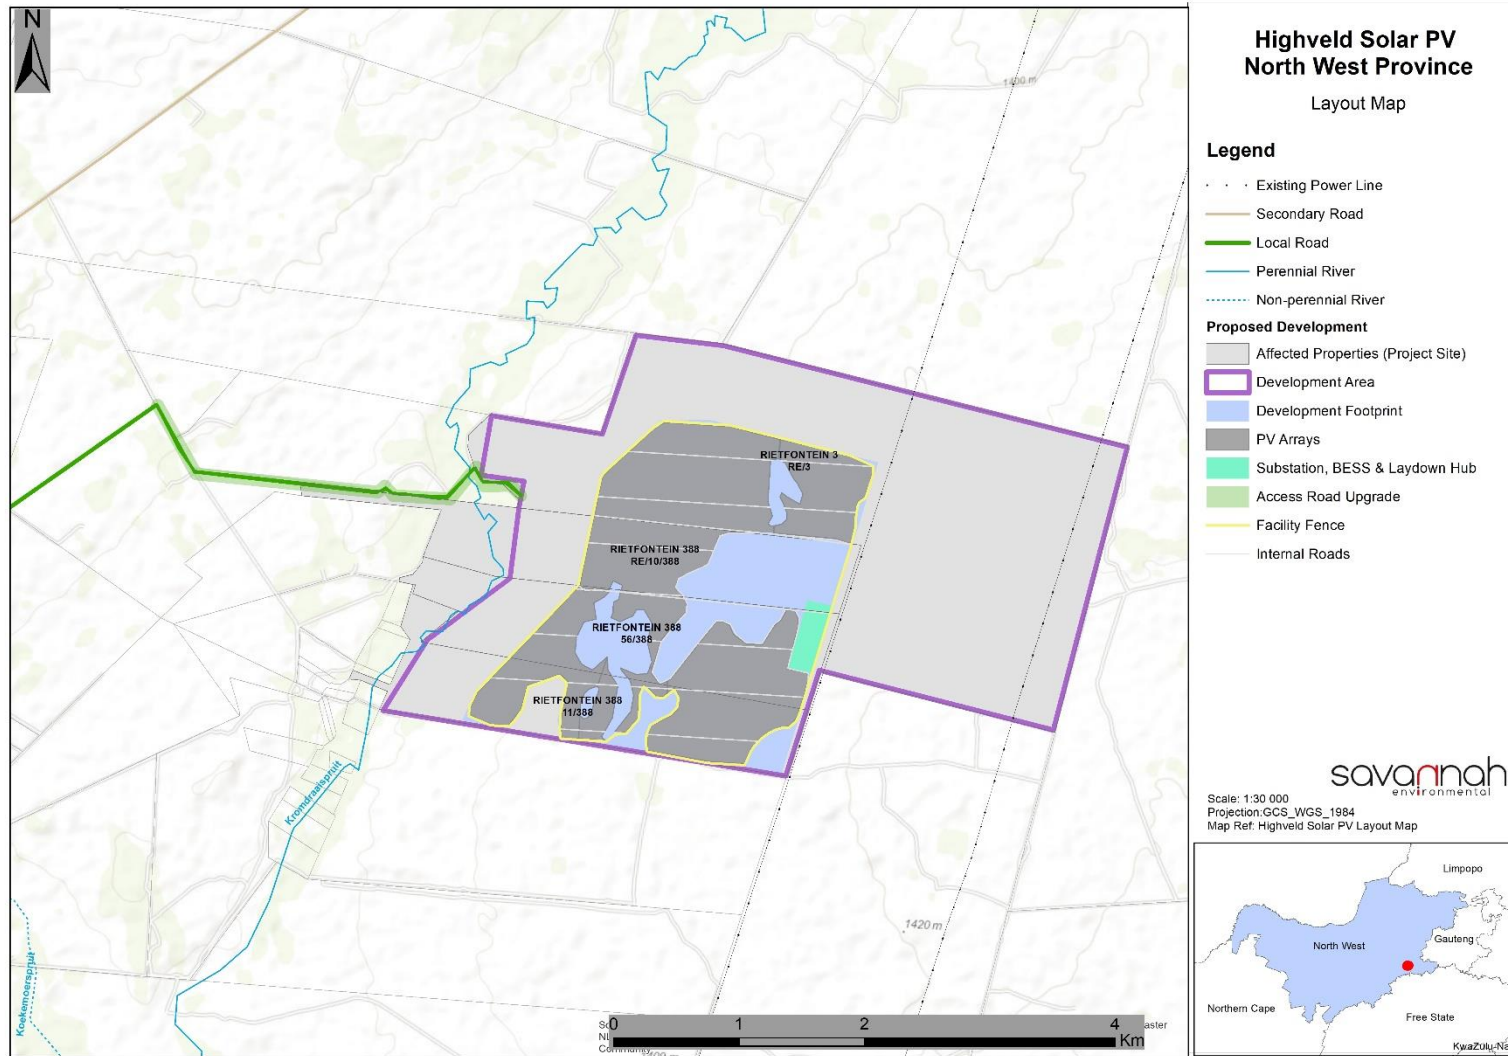 N
1400 m
RIETFONTEIN 3
RE/3
RIETFONTEIN 388
RE/10/388
RIETFONTEIN 388
56/388
RIETFONTEIN 388
11/388
Kromdraaispruit
Koekemoerspruit
1420 m
0 1 2 4
Km
Highveld Solar PV
North West Province
Layout Map
Legend
Existing Power Line
Secondary Road
Local Road
Perennial River
Non-perennial River
Proposed Development
Affected Properties (Project Site)
Development Area
Development Footprint
PV Arrays
Substation, BESS & Laydown Hub
Access Road Upgrade
Facility Fence
Internal Roads
savannah
environmental
Scale: 1:30 000
Projection:GCS_WGS_1984
Map Ref: Highveld Solar PV Layout Map
Limpopo
North West
Gauteng
Northern Cape
Free State
KwaZulu-Na